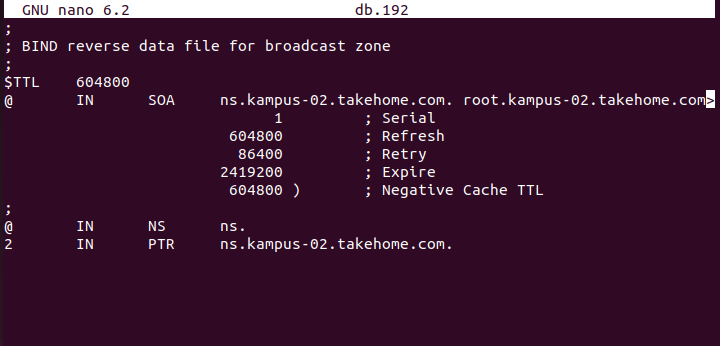 GNU nano 6.2 db.192
;
; BIND reverse data file for broadcast zone
;
$TTL 604800
@ IN SOA ns.kampus-02.takehome.com. root.kampus-02.takehome.com>
1 ; Serial
604800 ; Refresh
86400 ; Retry
2419200 ; Expire
604800 ) ; Negative Cache TTL
;
@ IN NS ns.
2 IN PTR ns.kampus-02.takehome.com.